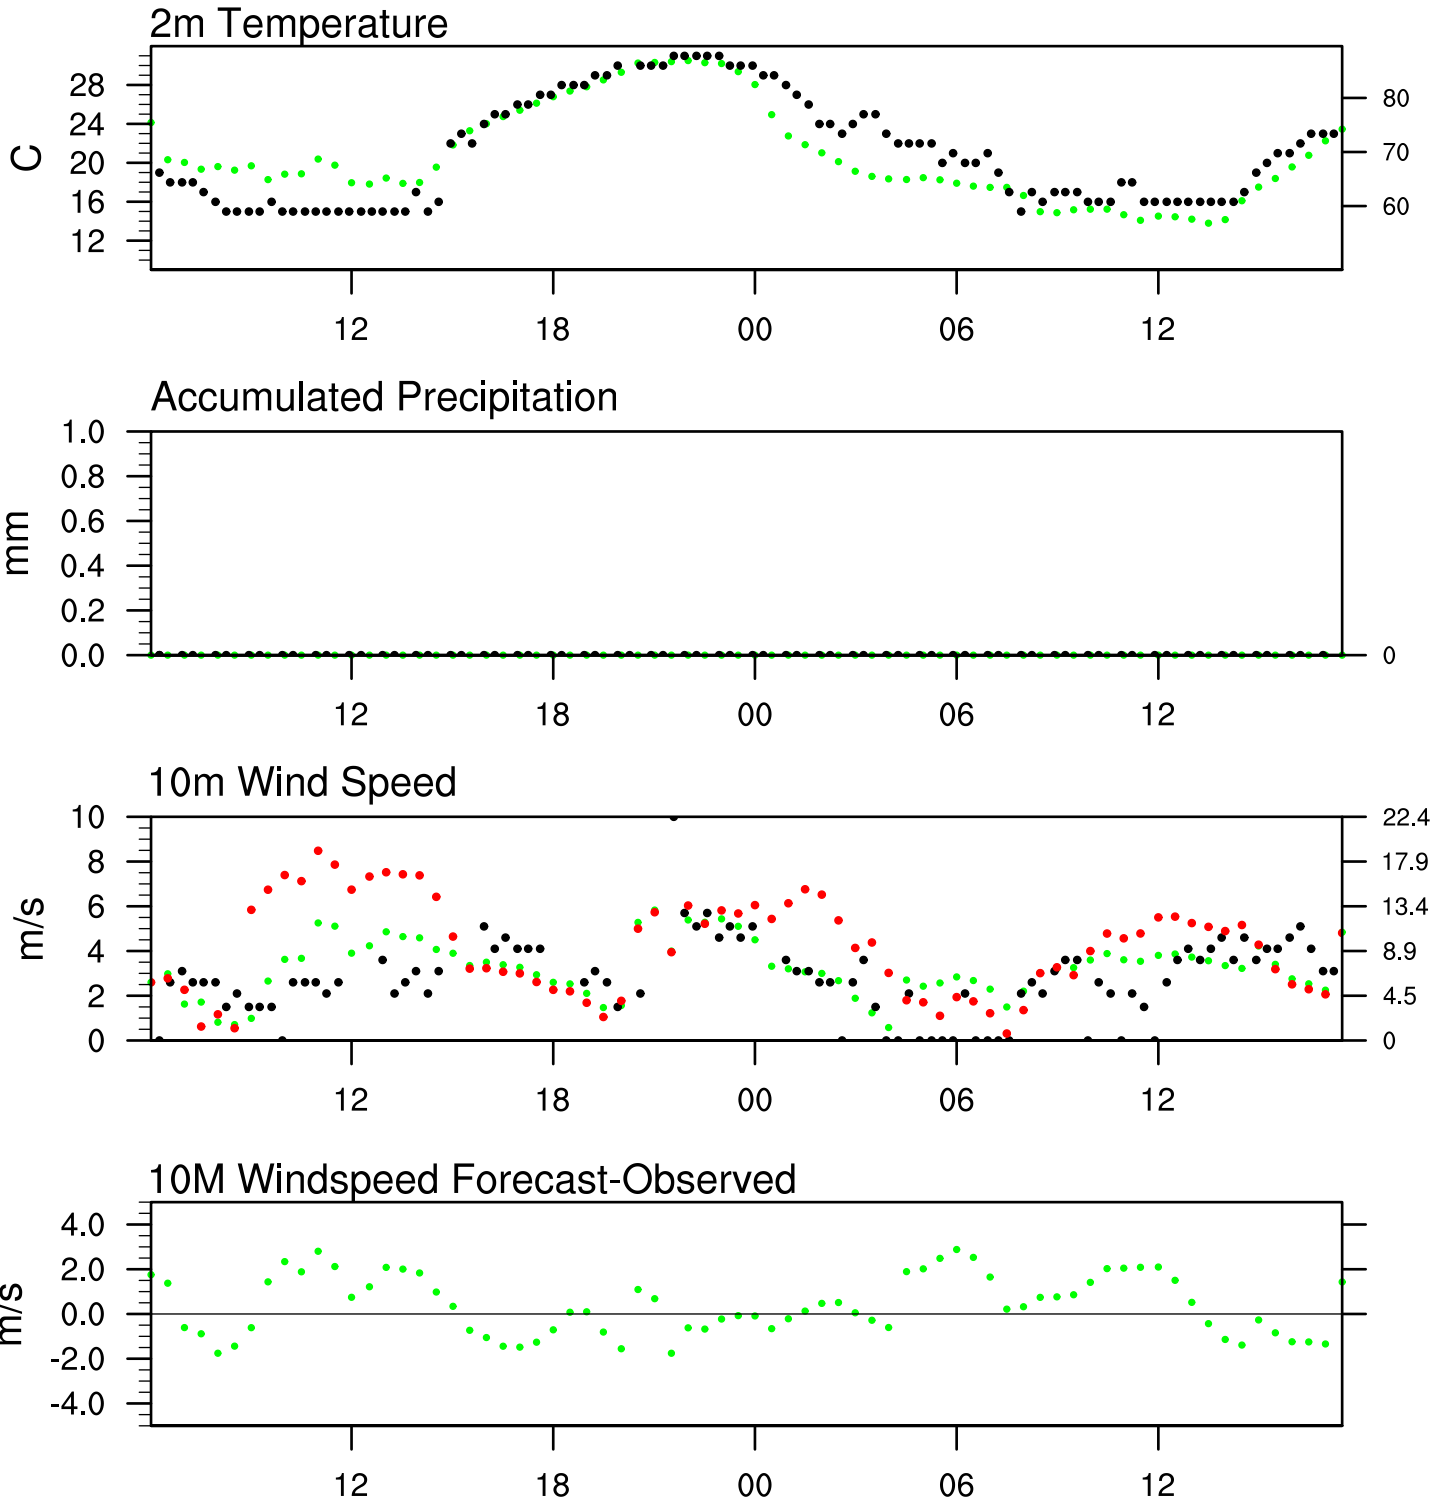 2m Temperature
28
24
20
16
12
C
80
70
60
12 18 00 06 12
Accumulated Precipitation
1.0
0.8
0.6
0.4
0.2
0.0
mm
0
12 18 00 06 12
10m Wind Speed
10
8
6
4
2
0
m/s
22.4
17.9
13.4
8.9
4.5
0
12 18 00 06 12
10M Windspeed Forecast-Observed
4.0
2.0
0.0
-2.0
-4.0
m/s
12 18 00 06 12